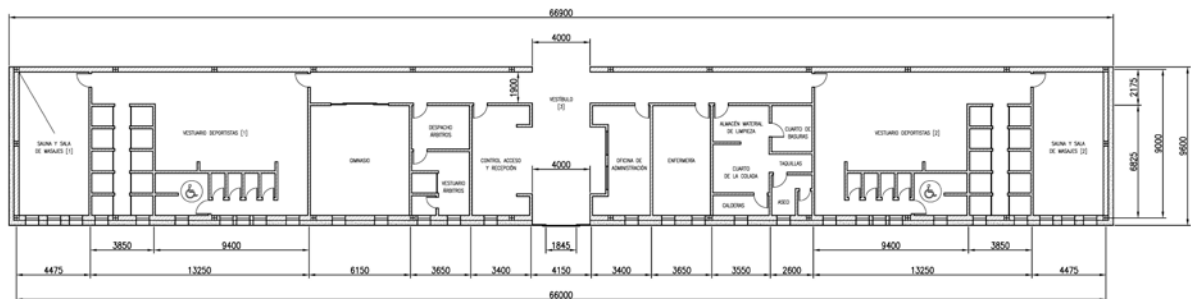 66900
4000
1900
VESTÍBULO
[3]
2175
9000
9600
6825
SAUNA Y SALA
DE MASAJES [1]
VESTUARIO DEPORTISTAS [1]
GIMNASIO
DESPACHO
ÁRBITROS
VESTUARIO
ÁRBITROS
CONTROL ACCESO
Y RECEPCIÓN
4000
OFICINA DE
ADMINISTRACIÓN
ENFERMERÍA
ALMACÉN MATERIAL
DE LIMPIEZA
CUARTO DE
BASURAS
CUARTO
DE LA COLADA
TAQUILLAS
CALDERAS
ASEO
VESTUARIO DEPORTISTAS [2]
SAUNA Y SALA
DE MASAJES [2]
3850
9400
1845
9400
3850
4475
13250
6150
3650
3400
4150
3400
3650
3550
2600
13250
4475
66000